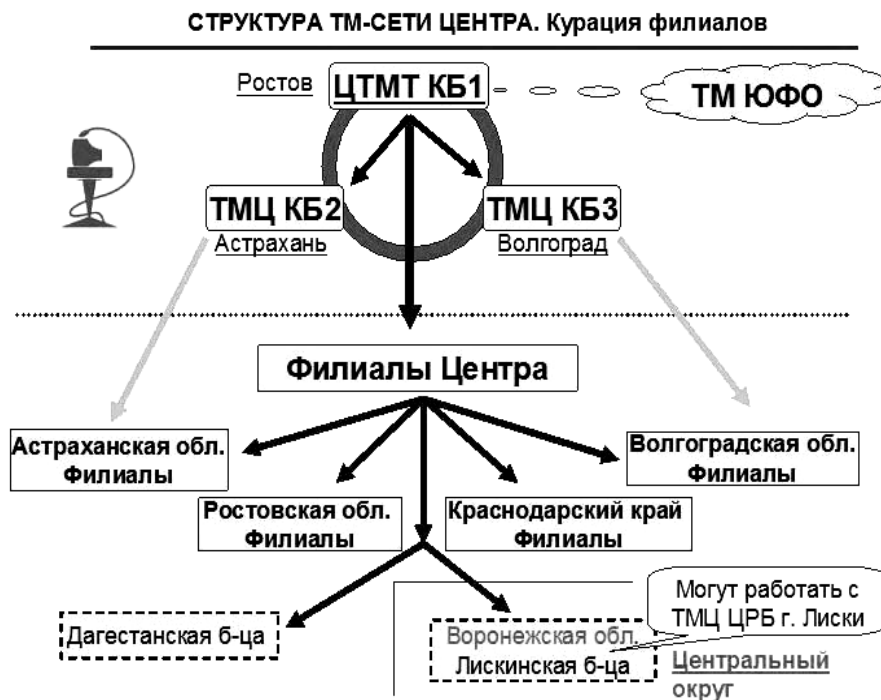 СТРУКТУРА ТМ-СЕТИ ЦЕНТРА. Курация филиалов
Ростов
ЦТМТ КБ1
ТМ ЮФО
ТМЦ КБ2
Астрахань
ТМЦ КБ3
Волгоград
Филиалы Центра
Астраханская обл.
Филиалы
Волгоградская обл.
Филиалы
Ростовская обл.
Филиалы
Краснодарский край
Филиалы
Дагестанская б-ца
Воронежская обл.
Лискинская б-ца
Могут работать с
ТМЦ ЦРБ г. Лиски
Центральный
округ